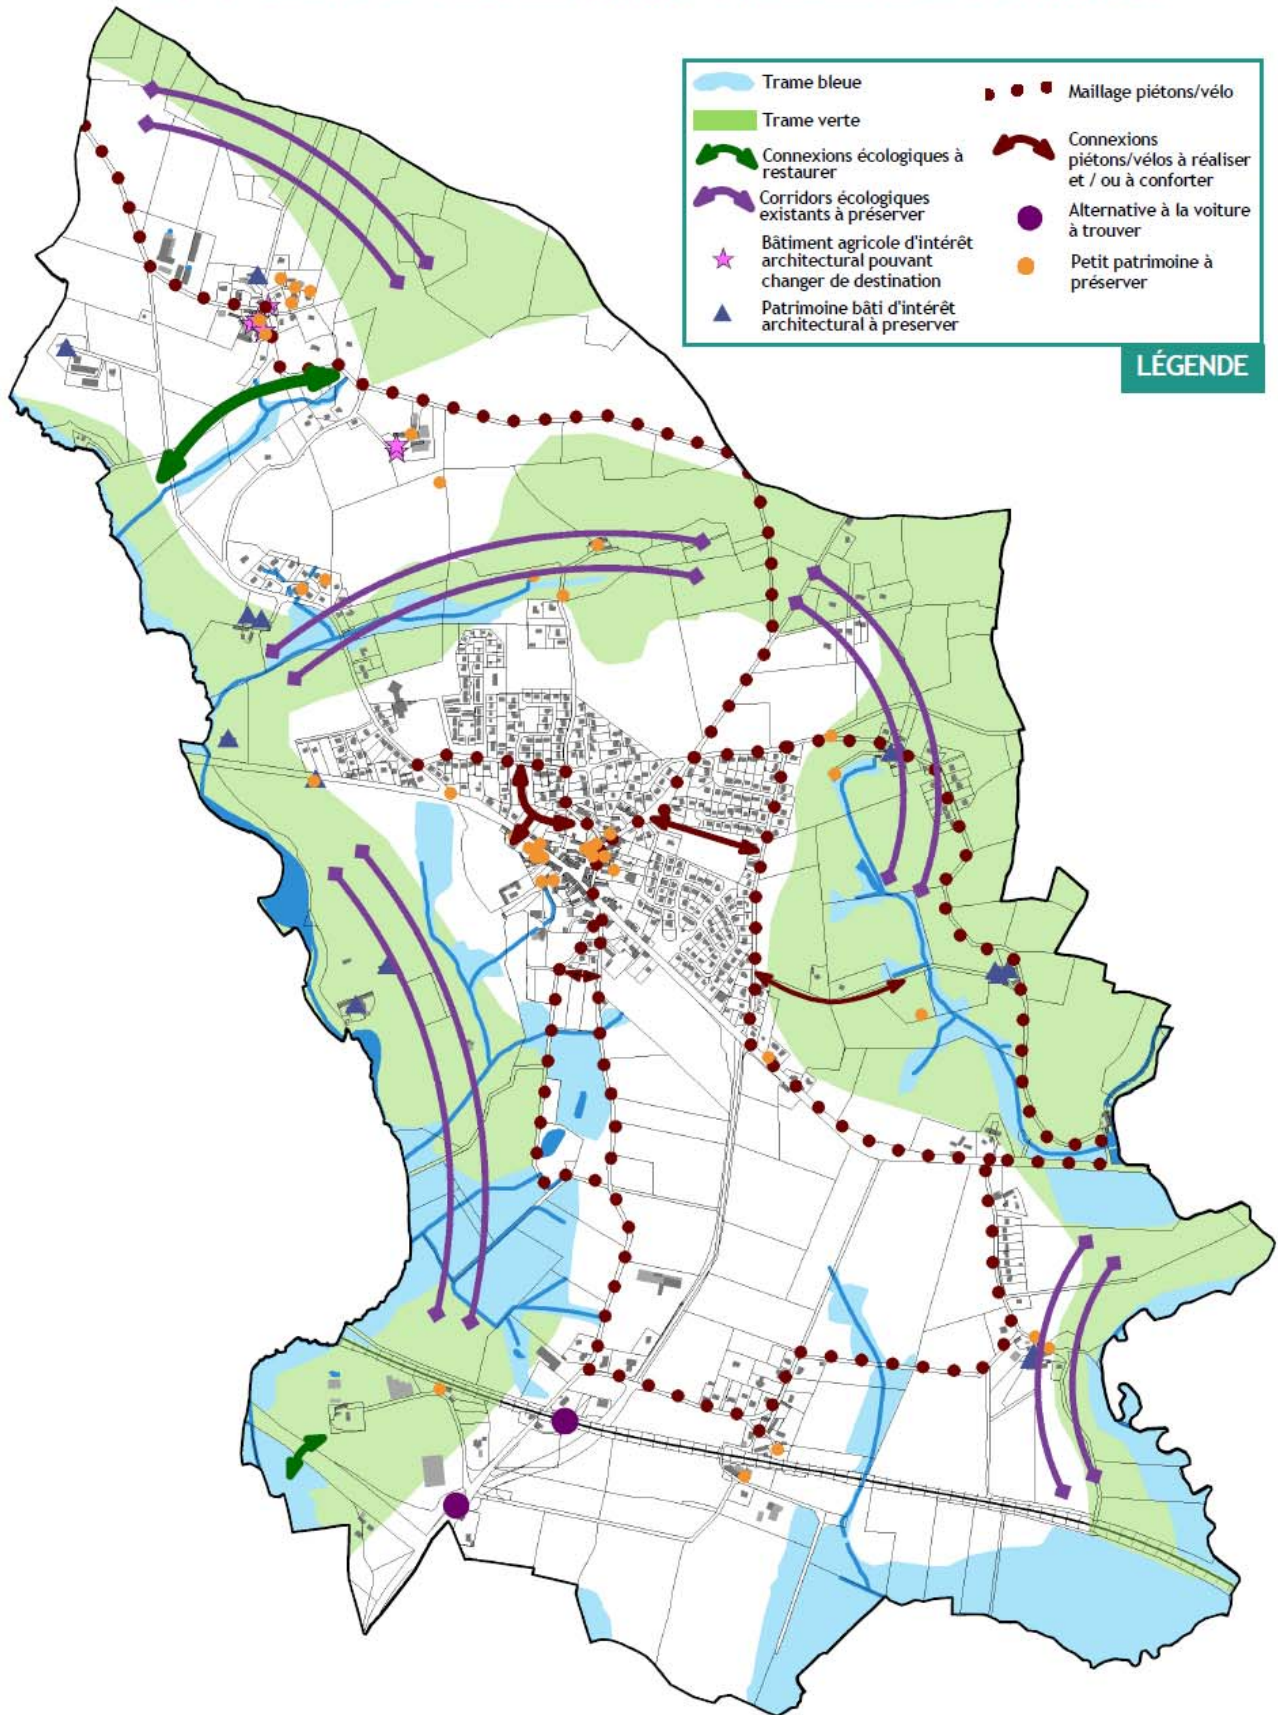 Trame bleue
Trame verte
Connexions écologiques à
restaurer
Corridors écologiques
existants à préserver
Bâtiment agricole d'intérêt
architectural pouvant
changer de destination
Patrimoine bâti d'intérêt
architectural à preserver
Maillage piétons/vélo
Connexions
piétons/vélos à réaliser
et / ou à conforter
Alternative à la voiture
à trouver
Petit patrimoine à
préserver
LÉGENDE